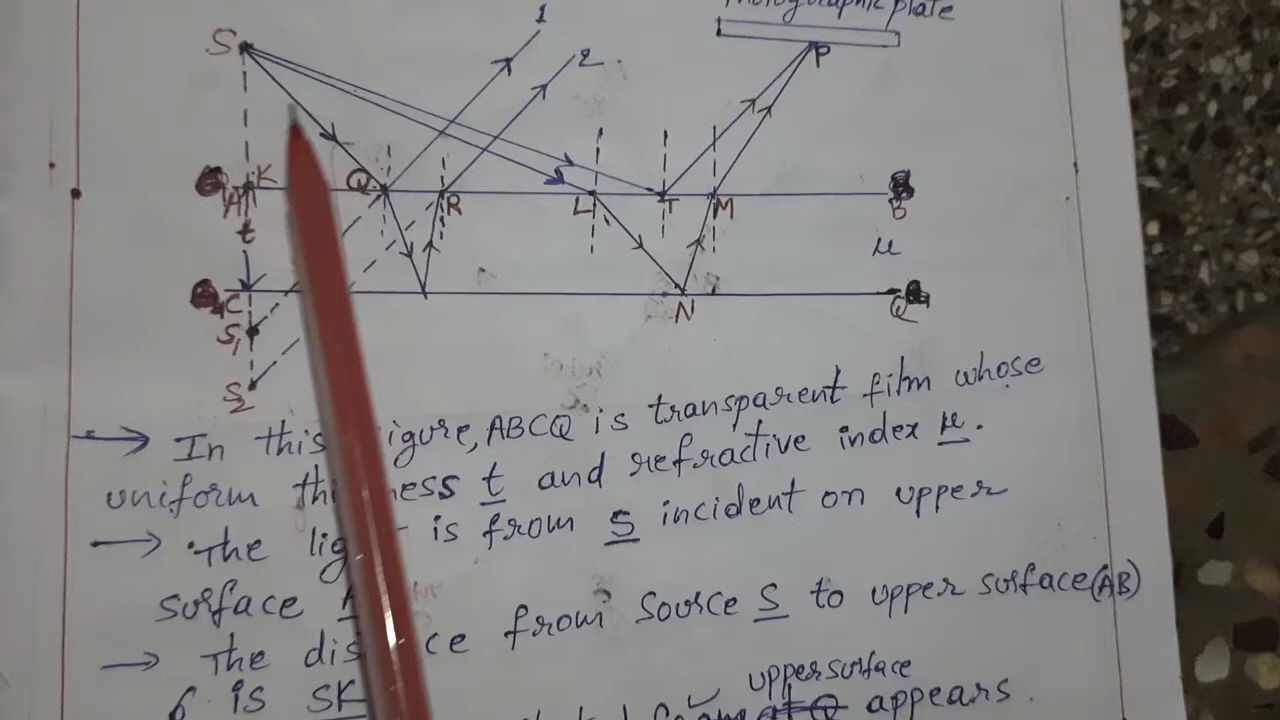 Photographic plate
1
S
2
P
K
Q
A
R
L
T
M
B
t
μ
C
S1
N
Q
S2
→ In this figure, ABCQ is transparent film whose
uniform thickness t and refractive index μ.
→ The light is from S incident on upper
surface
→ The distance from source S to upper surface (AB)
is SK
upper surface
appears.